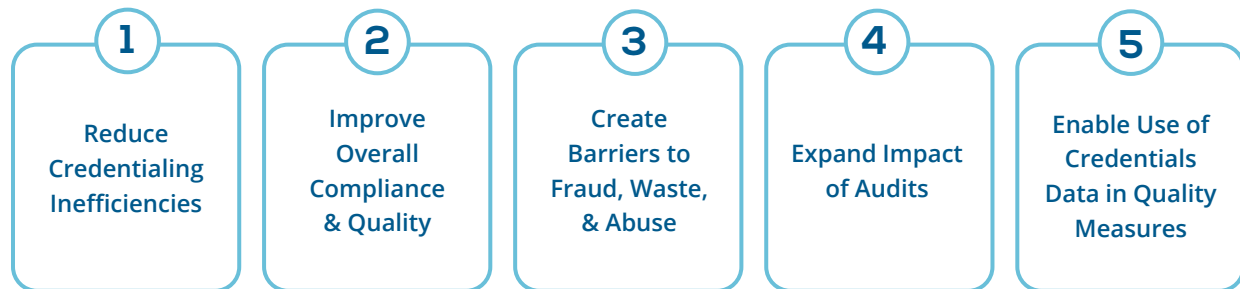 1
Reduce
Credentialing
Inefficiencies
2
Improve
Overall
Compliance
& Quality
3
Create
Barriers to
Fraud, Waste,
& Abuse
4
Expand Impact
of Audits
5
Enable Use of
Credentials
Data in Quality
Measures